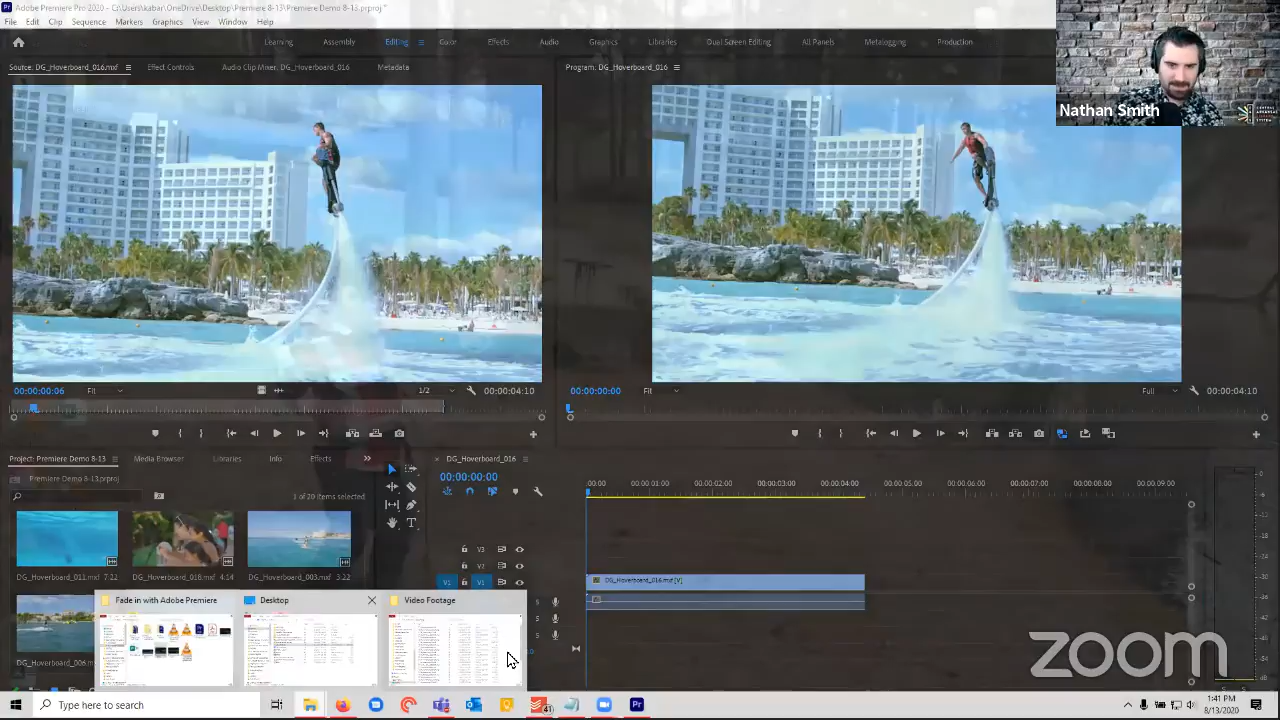 Adobe Premiere Pro 2020 - C:\Users\kabar\OneDrive\Desktop\Premiere 8-13\Premiere Demo 8-13.prproj *
File Edit Clip Sequence Markers Graphics View Window Help
Learning Assembly Editing Color Effects Audio Graphics Libraries Dual Screen Editing All Panels Metalogging Production
Source: DG_Hoverboard_016.mxf Effect Controls Audio Clip Mixer: DG_Hoverboard_016 Metadata
Program: DG_Hoverboard_016
Nathan Smith
00:00:00:06 Fit 1/2 00:00:04:10
00:00:00:00 Fit Full 00:00:04:10
Project: Premiere Demo 8-13 Media Browser Libraries Info Effects
Premiere Demo 8-13.prproj
1 of 20 items selected
DG_Hoverboard_011.mxf 7:22
DG_Hoverboard_018.mxf 4:14
DG_Hoverboard_003.mxf 3:22
DG_Hoverboard_016
00:00:00:00
:00:00 00:00:01:00 00:00:02:00 00:00:03:00 00:00:04:00 00:00:05:00 00:00:06:00 00:00:07:00 00:00:08:00 00:00:09:00
V3
V2
V1 V1
DG_Hoverboard_016.mxf [V]
Fade in with Adobe Premiere
Desktop
Video Footage
zoom
Type here to search
1:41 PM
8/13/2020